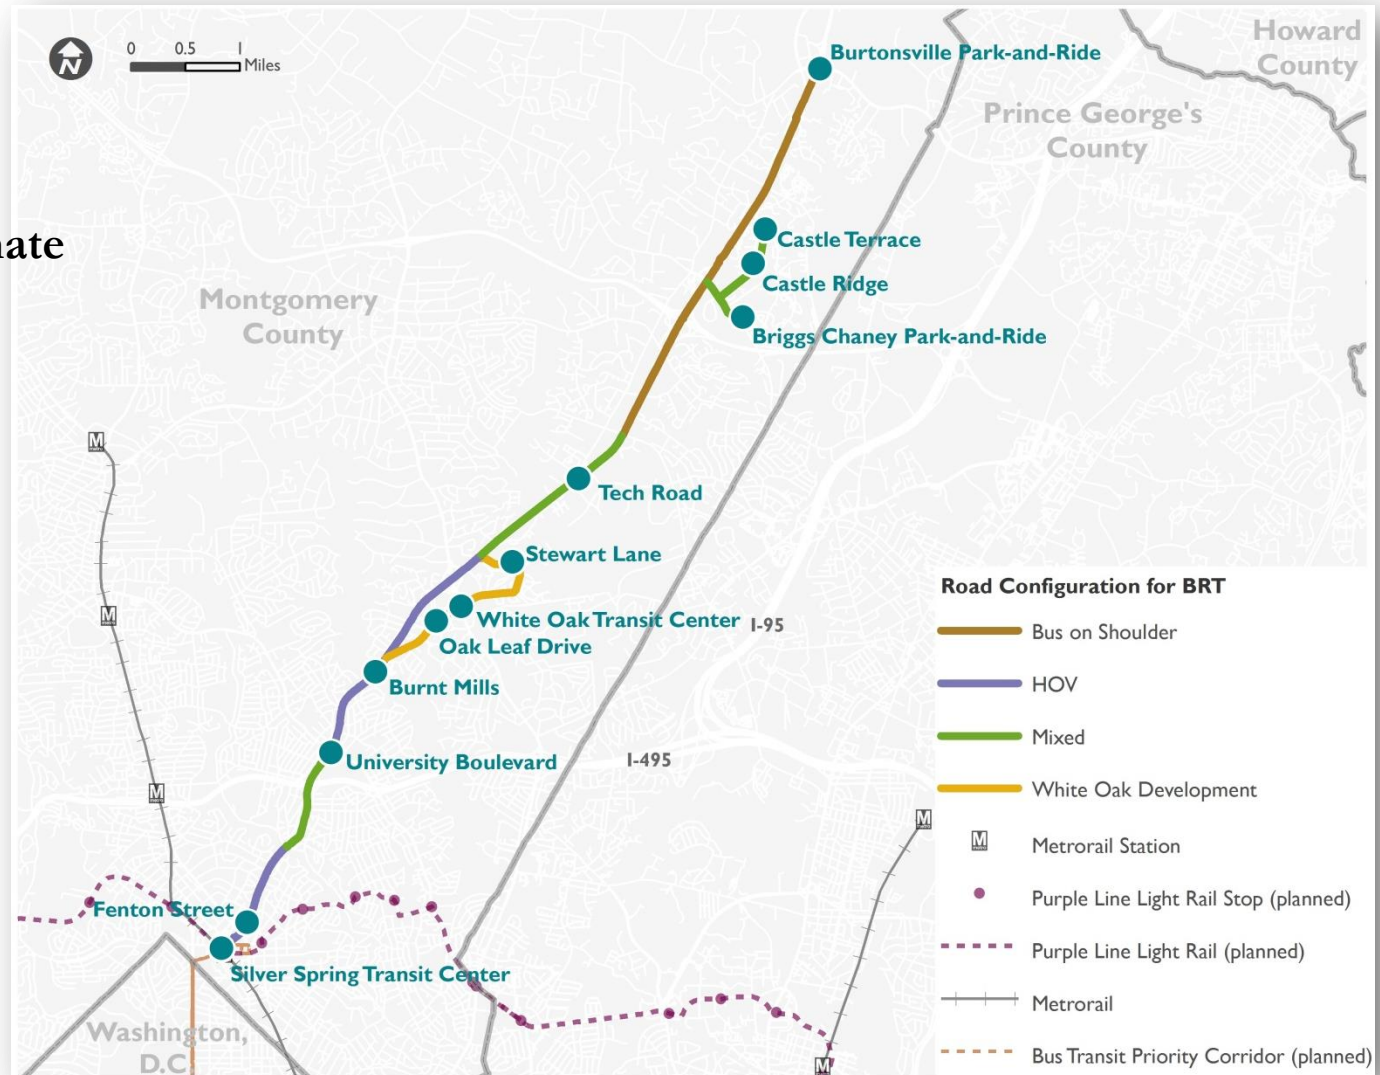 Howard
County
N
0 0.5 1
Miles
Burtonsville Park-and-Ride
Prince George's
County
nate
Castle Terrace
Castle Ridge
Montgomery
County
Briggs Chaney Park-and-Ride
M
Tech Road
Stewart Lane
Road Configuration for BRT
M
White Oak Transit Center
I-95
Bus on Shoulder
Oak Leaf Drive
Burnt Mills
HOV
Mixed
University Boulevard
I-495
M
White Oak Development
M
M
Metrorail Station
Purple Line Light Rail Stop (planned)
Fenton Street
Purple Line Light Rail (planned)
Silver Spring Transit Center
Metrorail
Washington,
D.C.
Bus Transit Priority Corridor (planned)
M